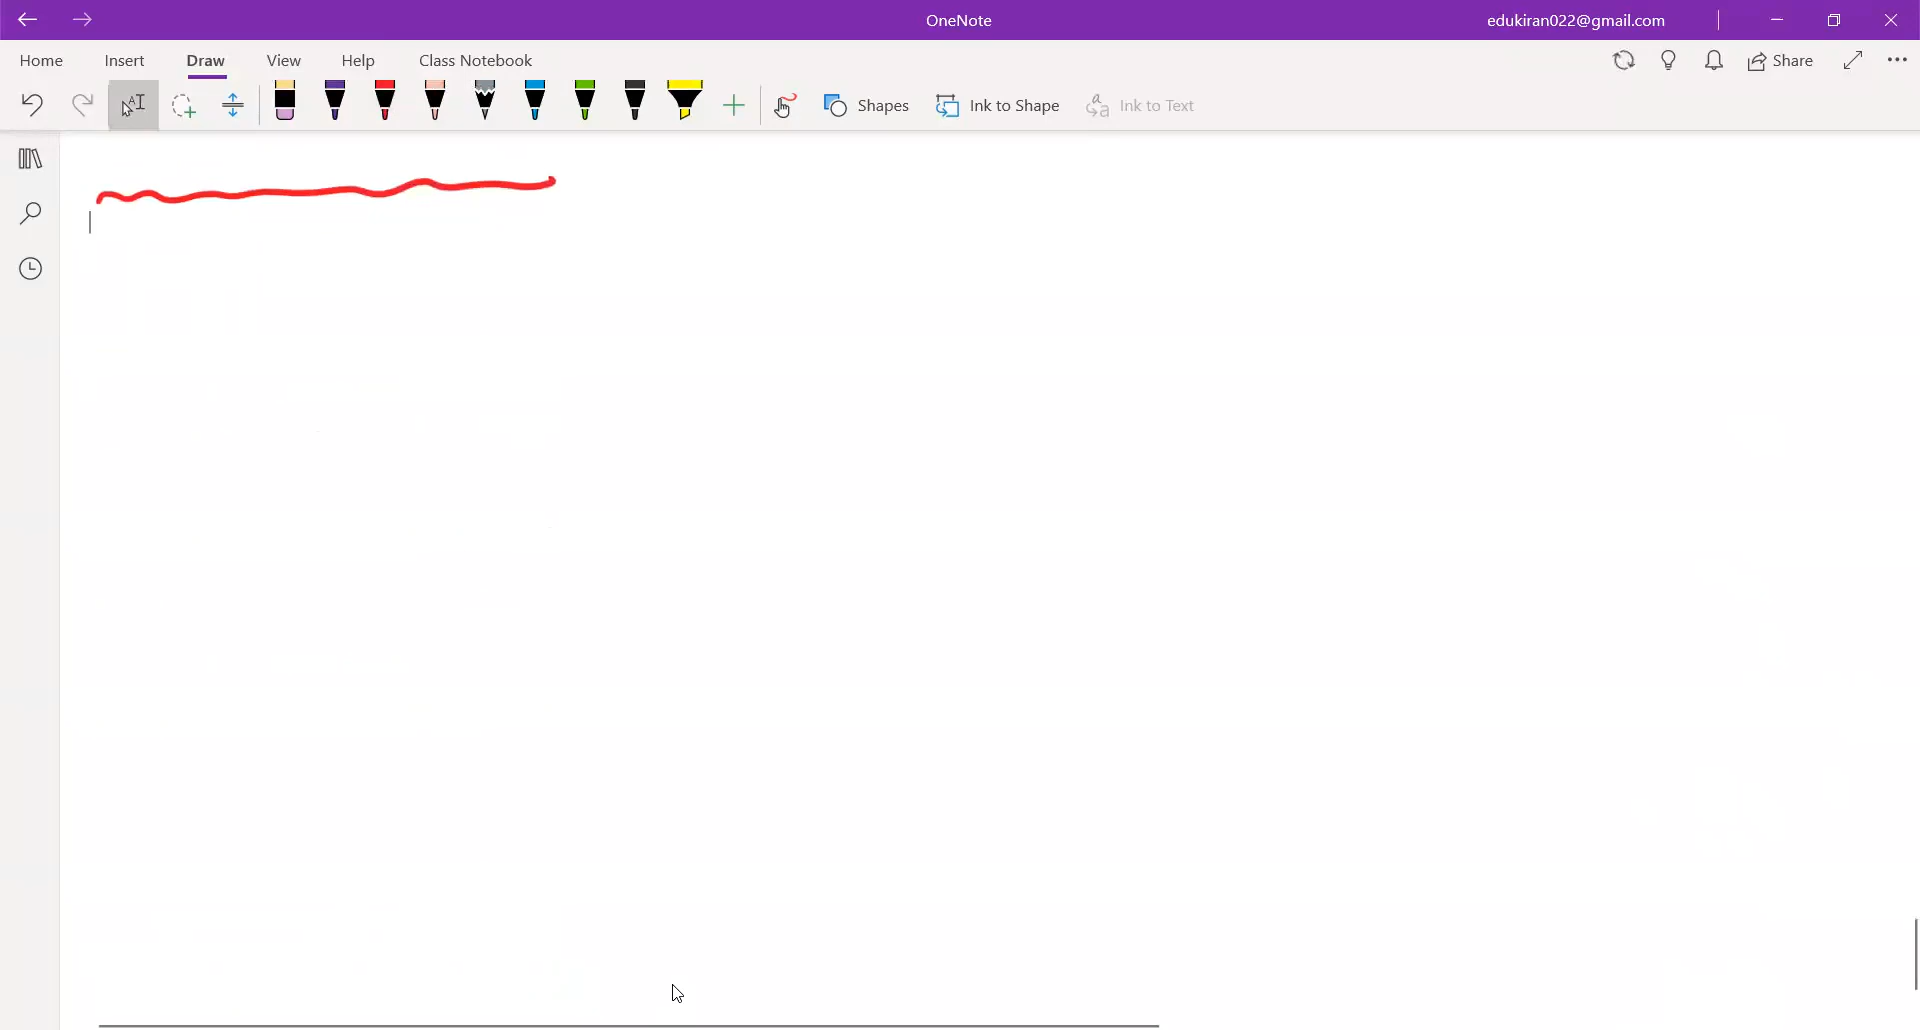 OneNote
edukiran022@gmail.com
Home Insert Draw View Help Class Notebook Share
Shapes Ink to Shape Ink to Text